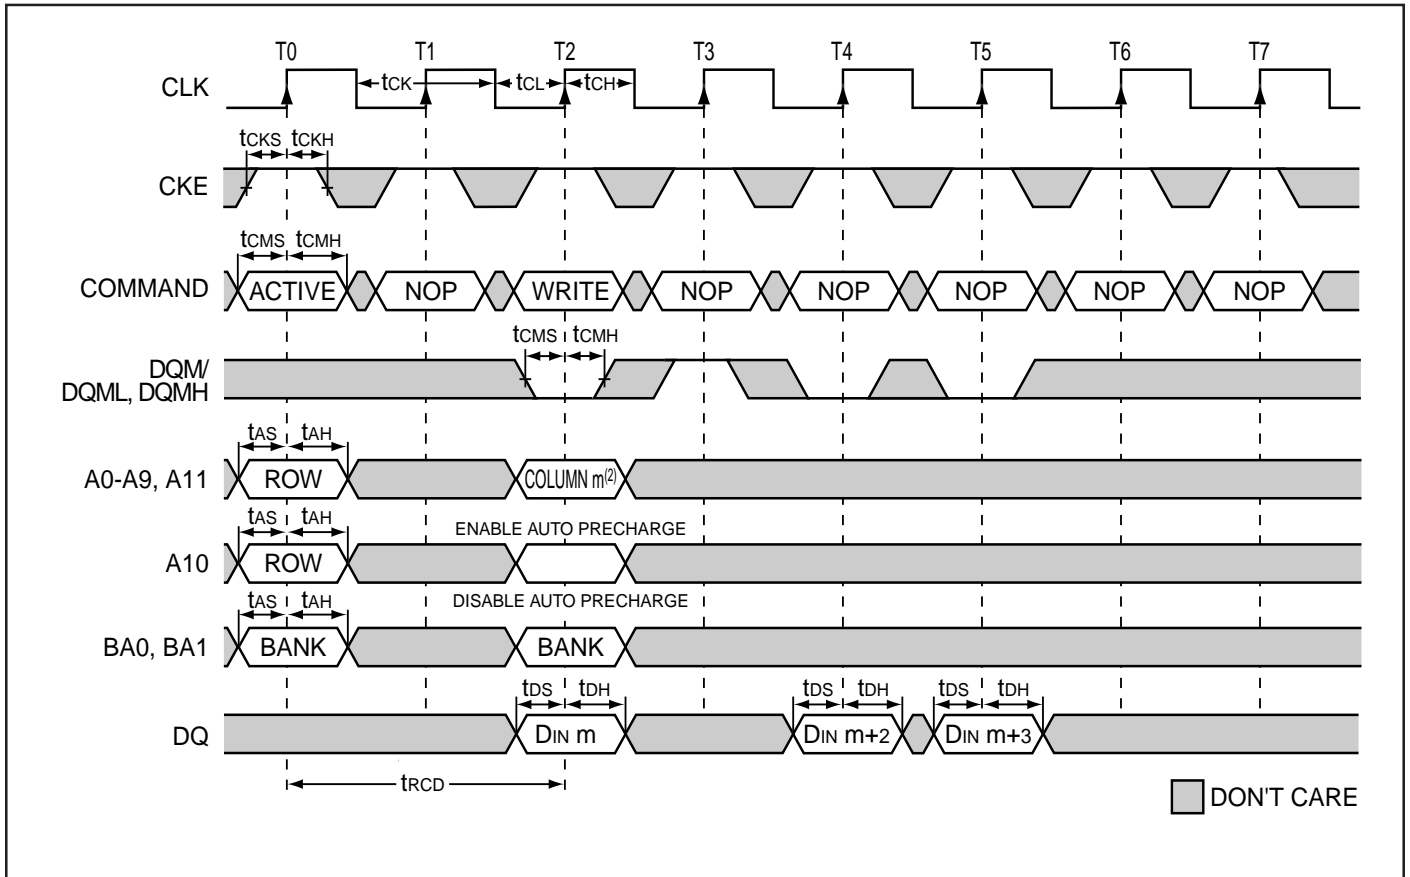 T0 T1 T2 T3 T4 T5 T6 T7
CLK tCK tCL tCH
tCKS tCKH
CKE
tCMS tCMH
COMMAND ACTIVE NOP WRITE NOP NOP NOP NOP NOP
tCMS tCMH
DQM/
DQML, DQMH
tAS tAH
A0-A9, A11 ROW COLUMN m(2)
tAS tAH ENABLE AUTO PRECHARGE
A10 ROW
tAS tAH DISABLE AUTO PRECHARGE
BA0, BA1 BANK BANK
tDS tDH tDS tDH tDS tDH
DQ DIN m DIN m+2 DIN m+3
tRCD
DON'T CARE